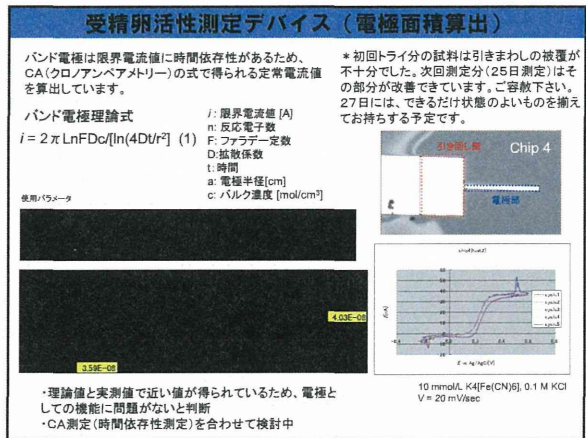 受精卵活性測定デバイス（電極面積算出）
バンド電極は限界電流値に時間依存性があるため、
CA（クロノアンペアメトリー）の式で得られる定常電流値
を算出しています。
バンド電極理論式
i = 2πLnFDc/[ln(4Dt/r²] (1)
i : 限界電流値 [A]
n: 反応電子数
F: ファラデー定数
D:拡散係数
t: 時間
a: 電極半径[cm]
c: バルク濃度 [mol/cm³]
使用パラメータ
4.03E-08
3.59E-08
・理論値と実測値で近い値が得られているため、電極と
しての機能に問題がないと判断
・CA測定（時間依存性測定）を合わせて検討中
＊初回トライ分の試料は引きまわしの被覆が
不十分でした。次回測定分（25日測定）はそ
の部分が改善できています。ご容赦下さい。
27日には、できるだけ状態のよいものを揃え
てお持ちする予定です。
引き回し部
Chip 4
電極部
10 mmol/L K4[Fe(CN)6], 0.1 M KCl
V = 20 mV/sec